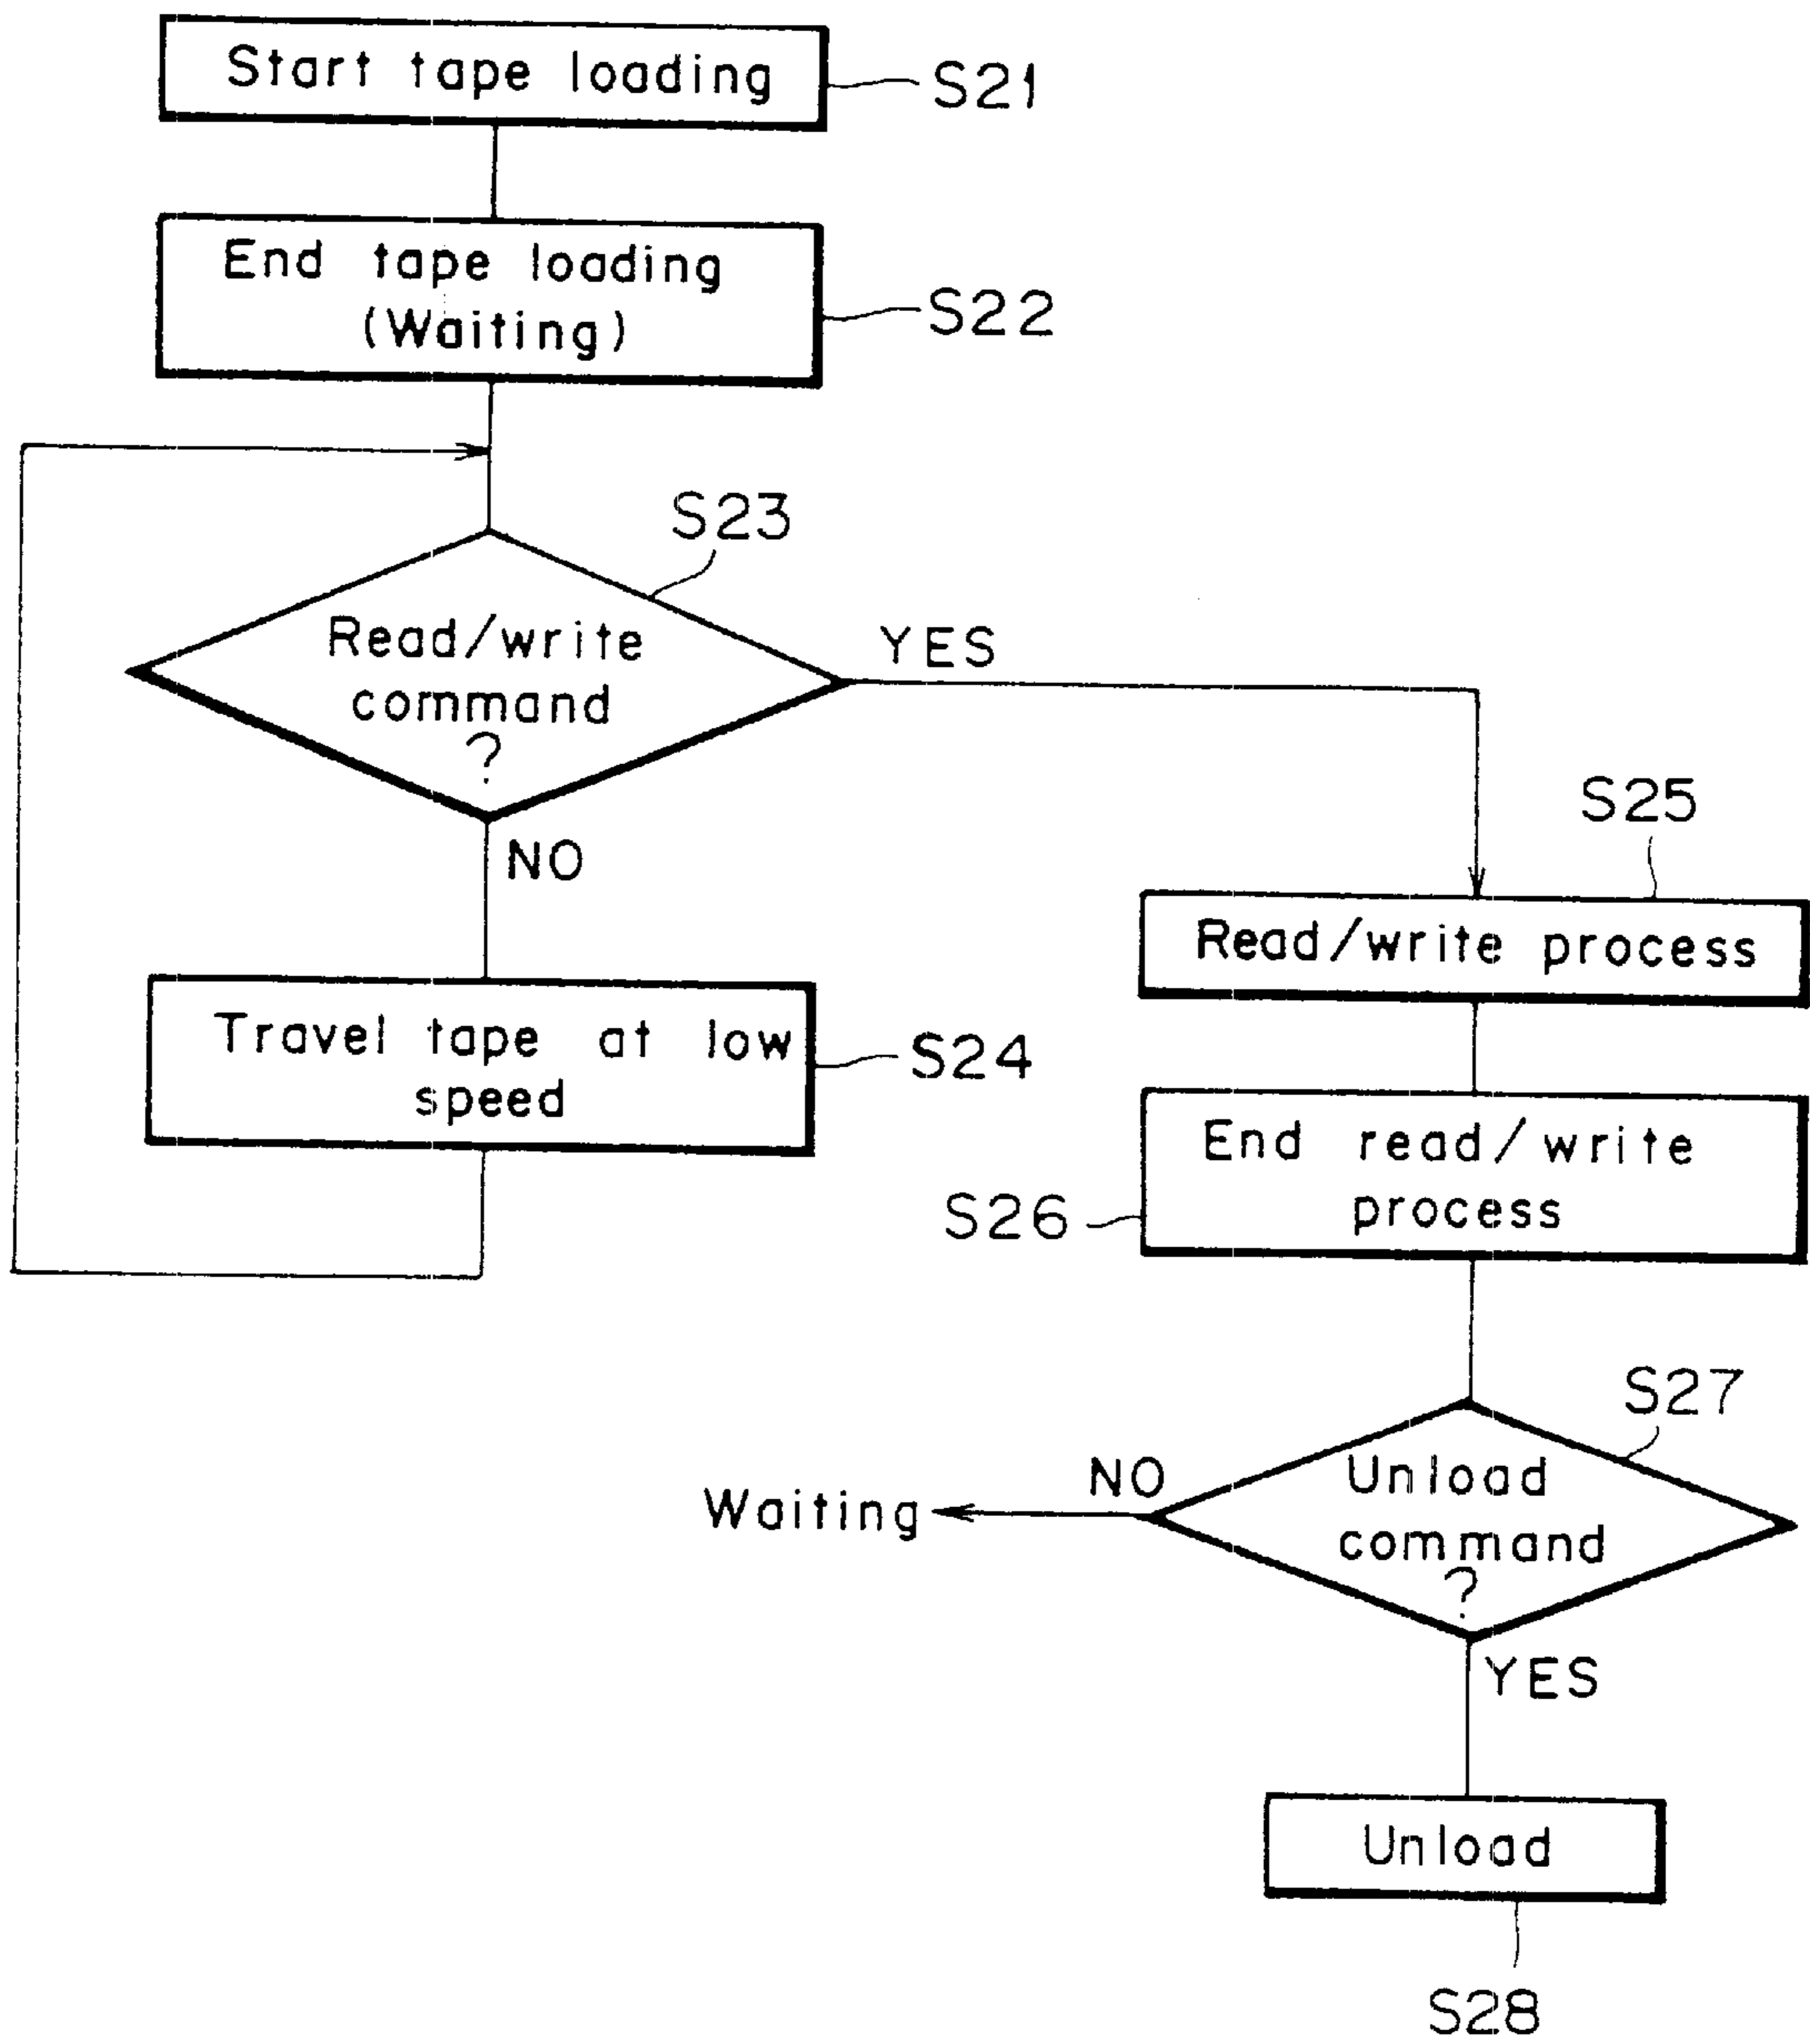 Start tape loading
S21
End tape loading
(Waiting)
S22
S23
Read/write
command
?
YES
NO
Travel tape at low
speed
S24
S25
Read/write process
End read/write
process
S26
S27
Unload
command
?
NO
Waiting
YES
Unload
S28